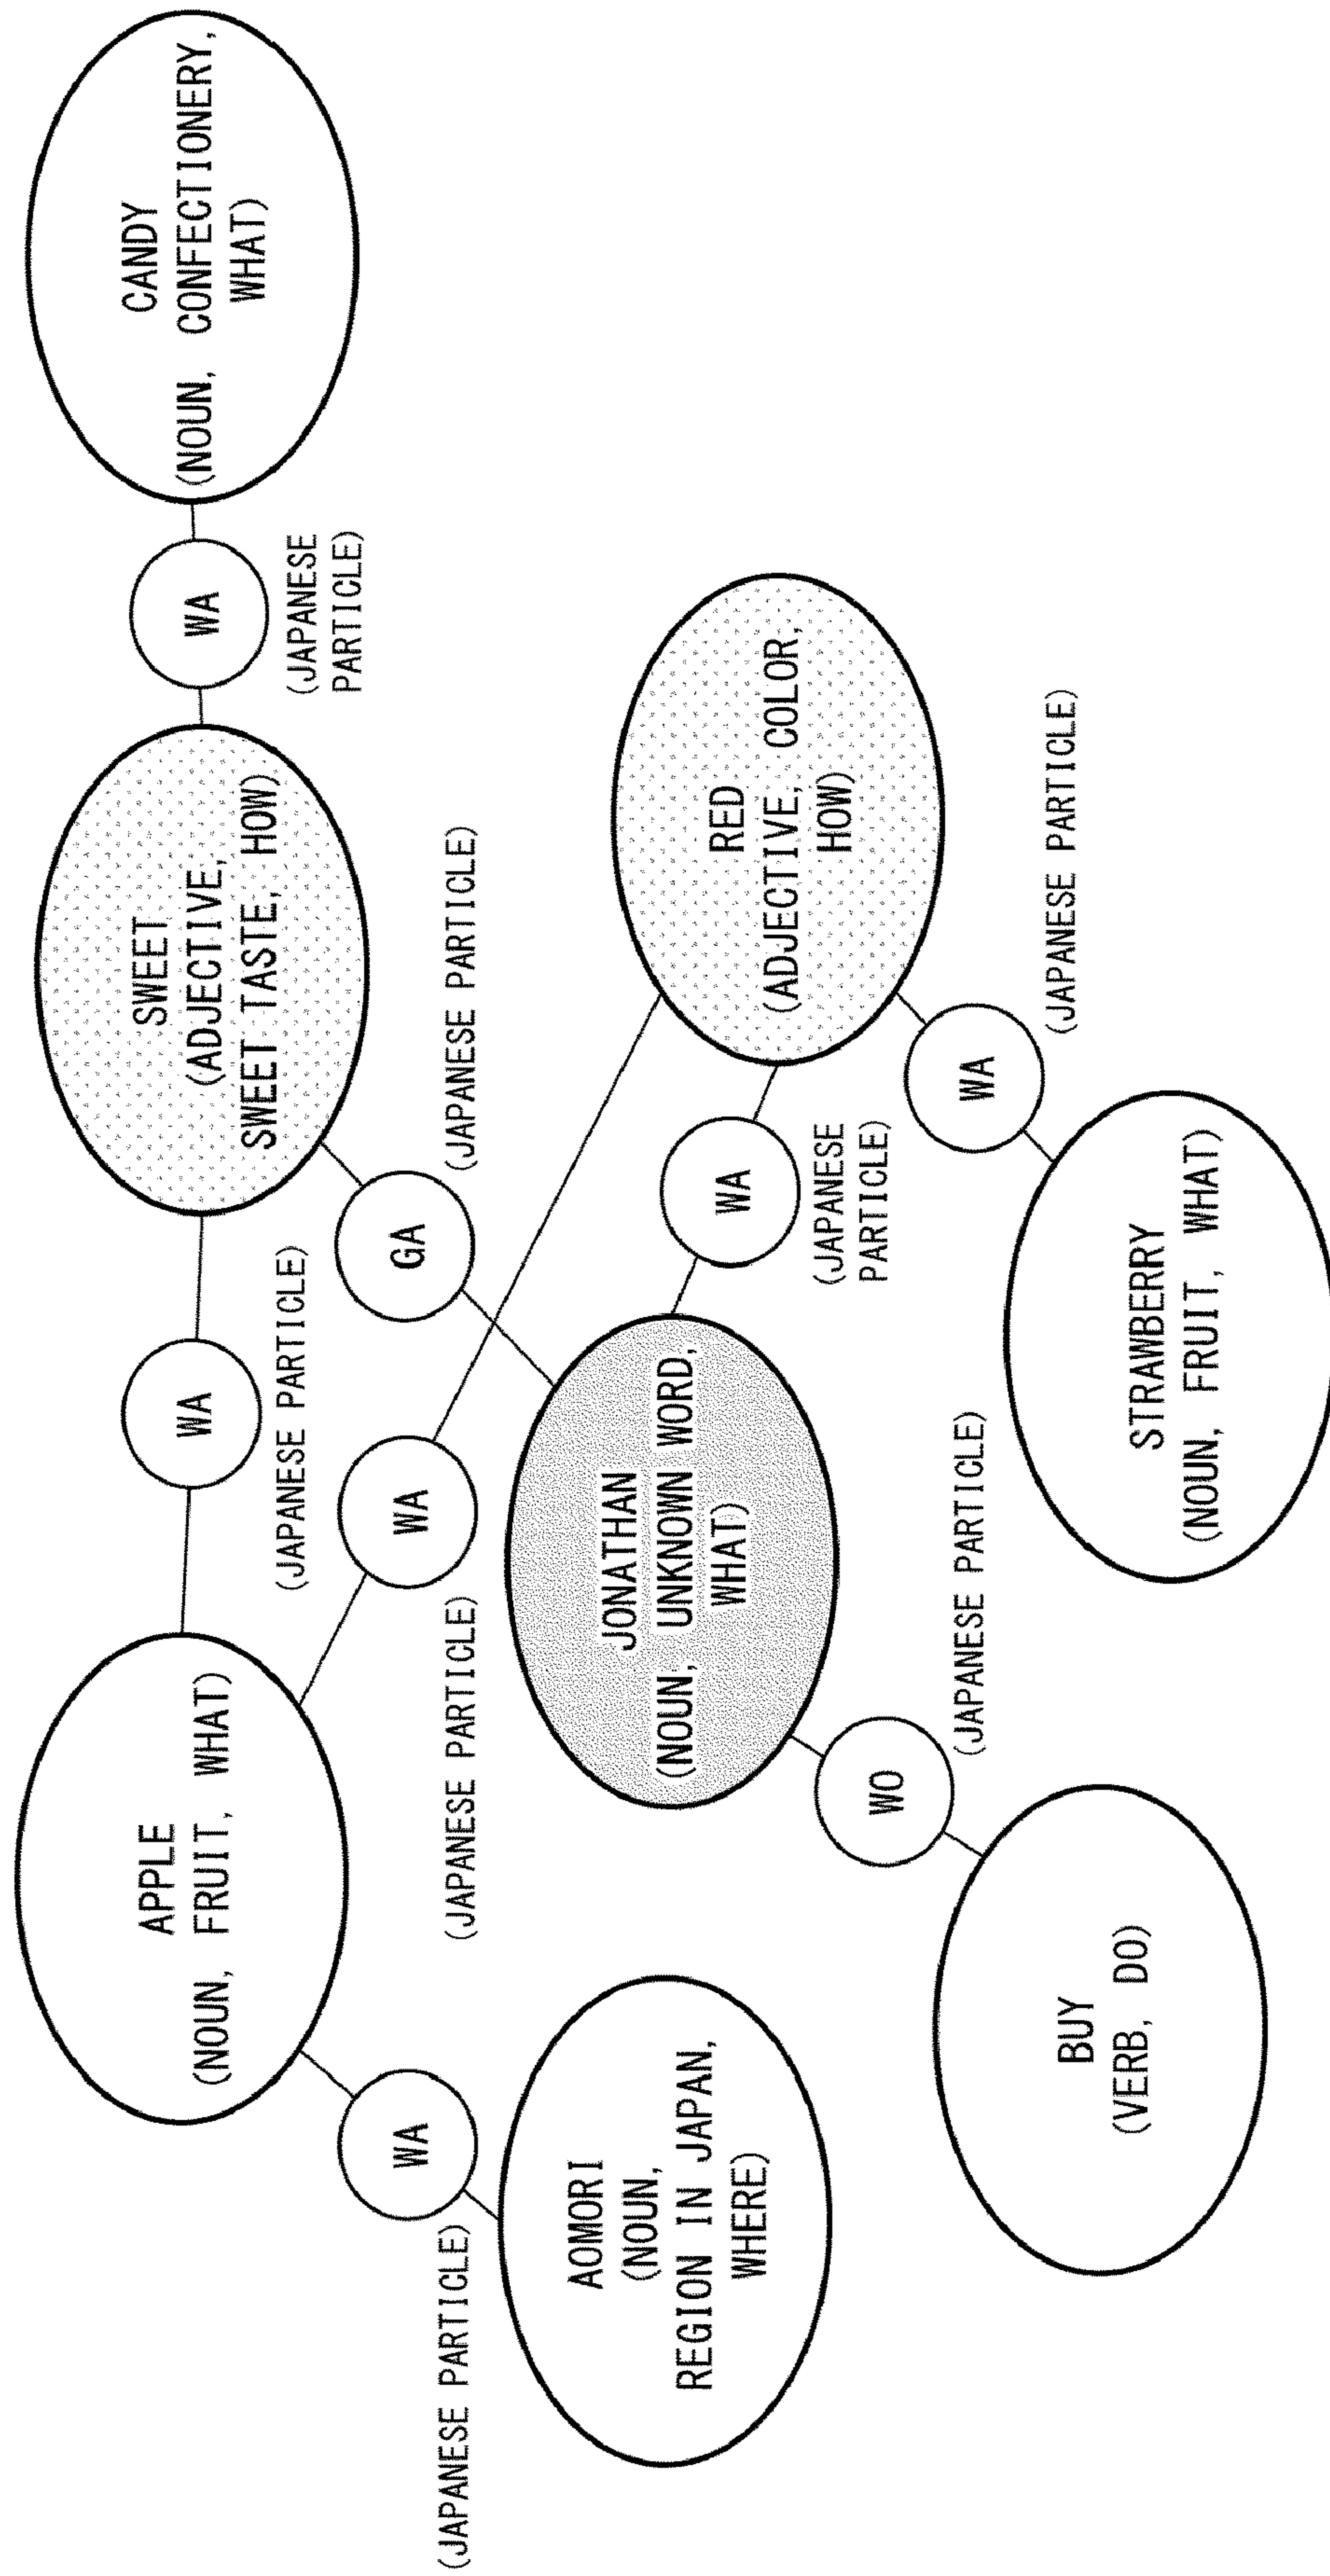 APPLE
(NOUN, FRUIT, WHAT)
WA
(JAPANESE PARTICLE)
SWEET
(ADJECTIVE,
SWEET TASTE, HOW)
WA
(JAPANESE
PARTICLE)
CANDY
(NOUN, CONFECTIONERY,
WHAT)
WA
(JAPANESE PARTICLE)
WA
(JAPANESE PARTICLE)
GA
(JAPANESE PARTICLE)
AOMORI
(NOUN,
REGION IN JAPAN,
WHERE)
JONATHAN
(NOUN, UNKNOWN WORD,
WHAT)
WA
(JAPANESE
PARTICLE)
RED
(ADJECTIVE, COLOR,
HOW)
WO
(JAPANESE PARTICLE)
WA
(JAPANESE PARTICLE)
BUY
(VERB, DO)
STRAWBERRY
(NOUN, FRUIT, WHAT)